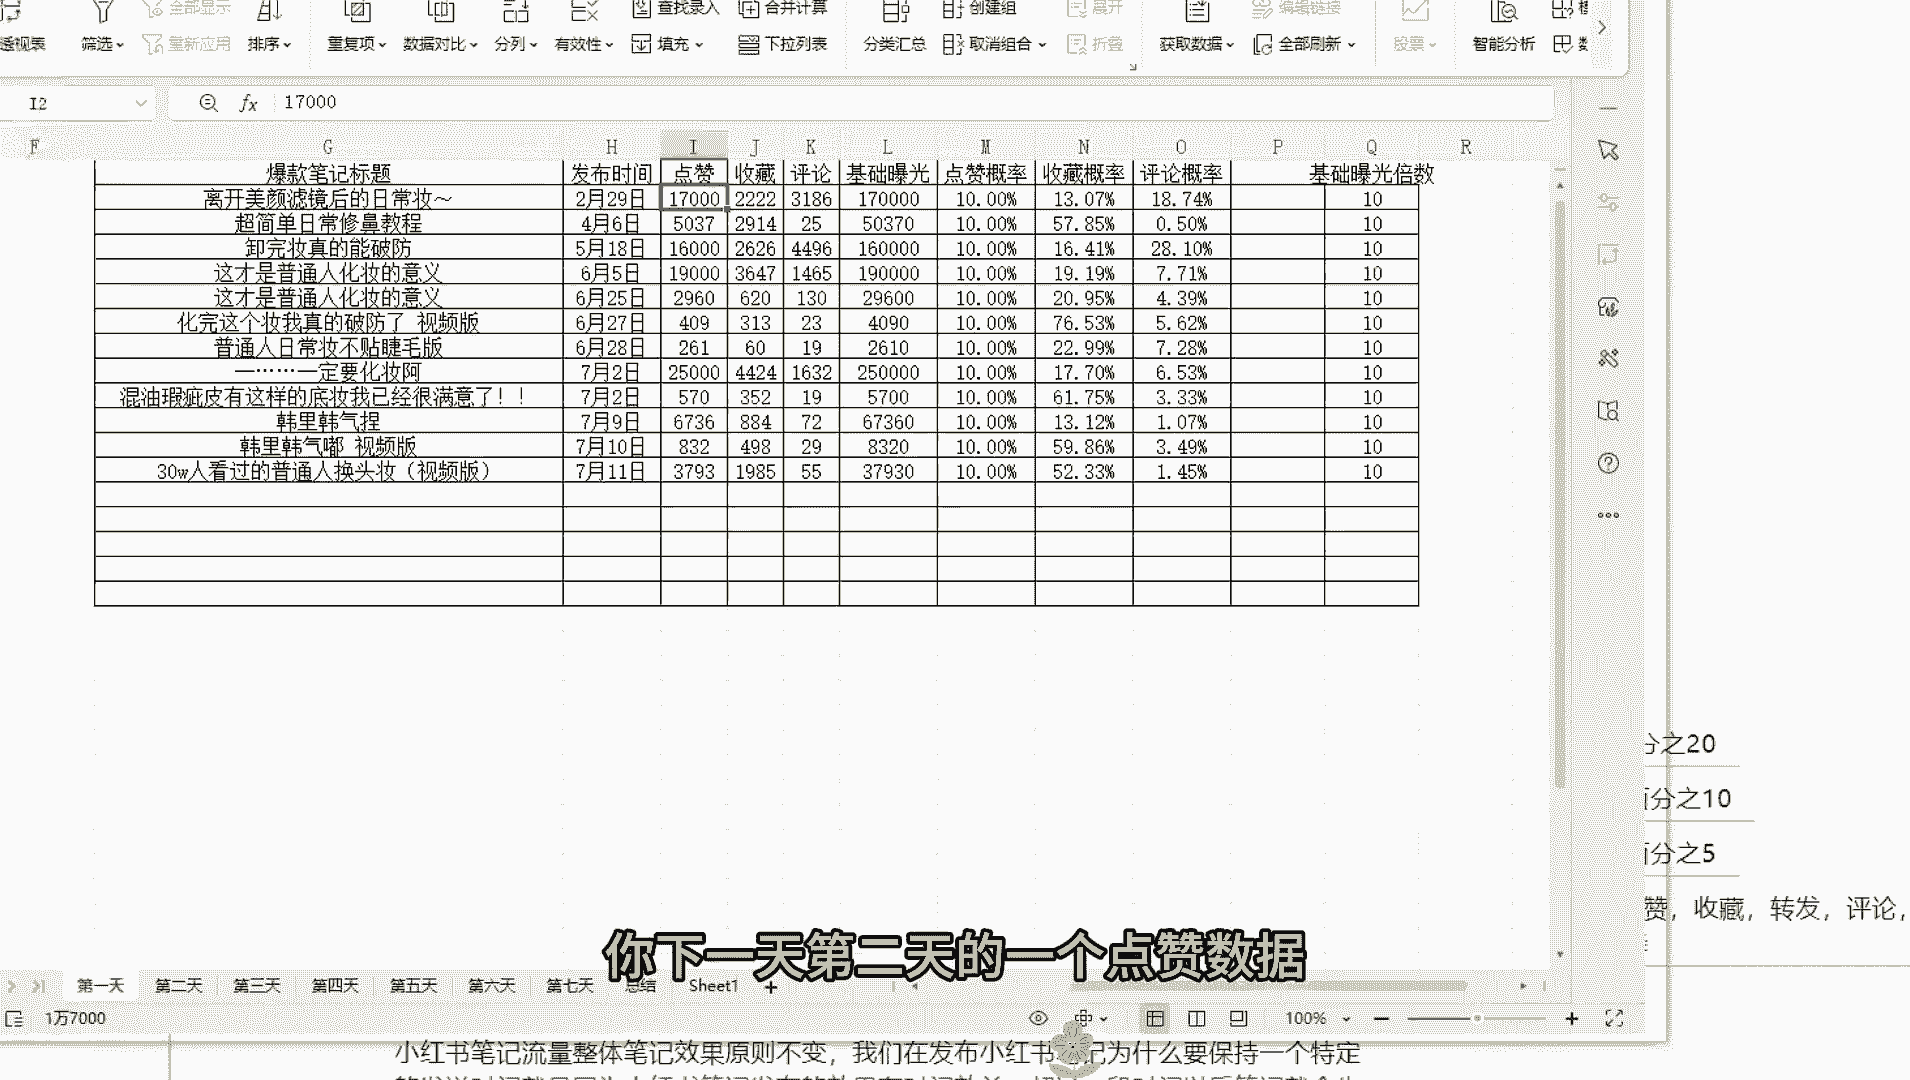 透视表 筛选 全部显示 重新应用 排序 重复项 数据对比 分列 有效性 查找录入 填充 合并计算 下拉列表 分类汇总 创建组 取消组合 展开 折叠 获取数据 编辑链接 全部刷新 股票 智能分析
I2 fx 17000
F G H I J K L M N O P Q R
爆款笔记标题 发布时间 点赞 收藏 评论 基础曝光 点赞概率 收藏概率 评论概率 基础曝光倍数
离开美颜滤镜后的日常妆～ 2月29日 17000 2222 3186 170000 10.00% 13.07% 18.74% 10
超简单日常修鼻教程 4月6日 5037 2914 25 50370 10.00% 57.85% 0.50% 10
卸完妆真的能破防 5月18日 16000 2626 4496 160000 10.00% 16.41% 28.10% 10
这才是普通人化妆的意义 6月5日 19000 3647 1465 190000 10.00% 19.19% 7.71% 10
这才是普通人化妆的意义 6月25日 2960 620 130 29600 10.00% 20.95% 4.39% 10
化完这个妆我真的破防了 视频版 6月27日 409 313 23 4090 10.00% 76.53% 5.62% 10
普通人日常妆不贴睫毛版 6月28日 261 60 19 2610 10.00% 22.99% 7.28% 10
一……一定要化妆阿 7月2日 25000 4424 1632 250000 10.00% 17.70% 6.53% 10
混油瑕疵皮有这样的底妆我已经很满意了！！ 7月2日 570 352 19 5700 10.00% 61.75% 3.33% 10
韩里韩气捏 7月9日 6736 884 72 67360 10.00% 13.12% 1.07% 10
韩里韩气嘟 视频版 7月10日 832 498 29 8320 10.00% 59.86% 3.49% 10
30w人看过的普通人换头妆（视频版） 7月11日 3793 1985 55 37930 10.00% 52.33% 1.45% 10
分之20
百分之10
百分之5
赞，收藏，转发，评论，
你下一天第二天的一个点赞数据
第一天 第二天 第三天 第四天 第五天 第六天 第七天 总结 Sheet1 +
1万7000 100%
小红书笔记流量整体笔记效果原则不变，我们在发布小红书笔记为什么要保持一个特定